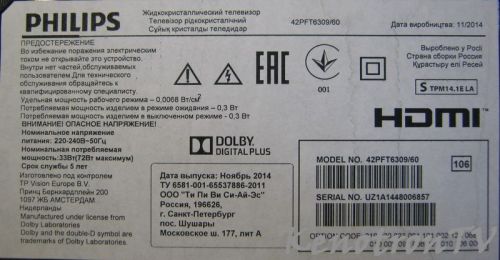 PHILIPS
Жидкокристаллический телевизор
Телевізор рідкокристалічний
Сұйық кристалды теледидар
42PFT6309/60
Дата виробництва: 11/2014
ПРЕДОСТЕРЕЖЕНИЕ
Во избежание поражения электрическим
током не открывайте это устройство.
Внутри нет частей,обслуживаемых
пользователем.Для технического
обслуживания обращайтесь к
квалифицированному специалисту.
Удельная мощность рабочего режима – 0,0068 Вт/см²
Потребляемая мощность изделием в режиме ожидания – 0,3 Вт
Потребляемая мощность изделием в выключенном режиме – 0,3 Вт
ВНИМАНИЕ! ОПАСНОЕ НАПРЯЖЕНИЕ
Номинальное напряжение
питания: 220-240В~50Гц
Номинальная потребляемая
мощность:33Вт(72Вт максимум)
Срок службы 5 лет
Изготовлено под контролем
TP Vision Europe B.V.
Принц Бернхардплейн 200
1097 ЖБ АМСТЕРДАМ
Manufactured under license from
Dolby Laboratories.
Dolby and the double-D symbol are
trademarks of Dolby Laboratories
EAC
001
Вироблено у Росії
Страна сборки Россия
Құрастыру елі Ресей
S TPM14.1E LA
HDMI
DOLBY
DIGITAL PLUS
Дата выпуска: Ноябрь 2014
ТУ 6581-001-65537886-2011
ООО "Ти Пи Ви Си-Ай-Эс"
Россия, 196626,
г. Санкт-Петербург
пос. Шушары
Московское ш. 177, лит А
MODEL NO. 42PFT6309/60
106
SERIAL NO. UZ1A1448006857
OPTION CODE
KenotronTV